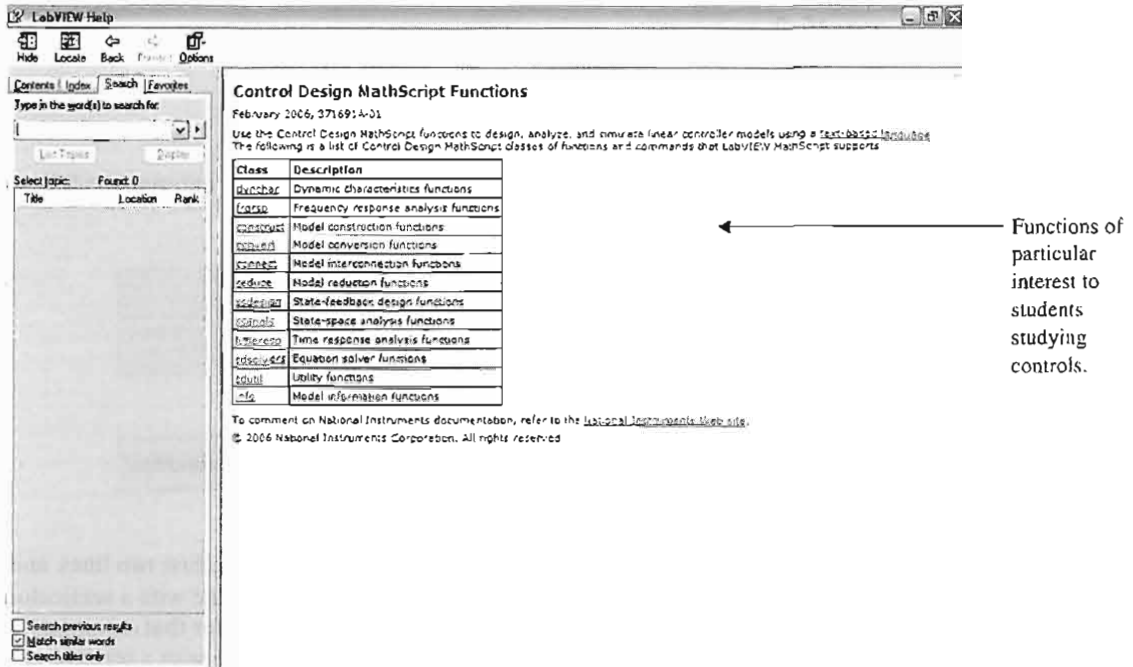 LabVIEW Help
Hide Locate Back Options
Contents Index Search Favorites
Type in the word(s) to search for:
List Topics Display
Select topic: Found: 0
Title Location Rank
Search previous results
Match similar words
Search titles only
Control Design MathScript Functions
February 2006, 371691A-01
Use the Control Design MathScript functions to design, analyze, and simulate linear controller models using a text-based language
The following is a list of Control Design MathScript classes of functions and commands that LabVIEW MathScript supports
Class Description
dynchar Dynamic characteristics functions
frqrsp Frequency response analysis functions
construct Model construction functions
convert Model conversion functions
connect Model interconnection functions
reduce Model reduction functions
ssdesign State-feedback design functions
ssanals State-space analysis functions
timeresp Time response analysis functions
cdsolvers Equation solver functions
cdutil Utility functions
info Model information functions
To comment on National Instruments documentation, refer to the National Instruments Web site.
© 2006 National Instruments Corporation. All rights reserved
Functions of
particular
interest to
students
studying
controls.